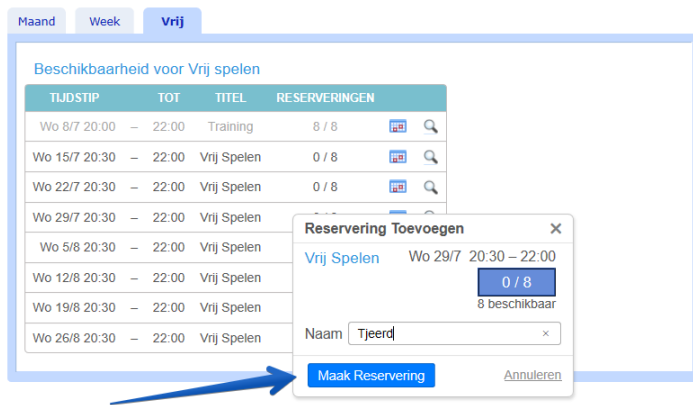 Maand Week Vrij
Beschikbaarheid voor Vrij spelen
TIJDSTIP TOT TITEL RESERVERINGEN
Wo 8/7 20:00 – 22:00 Training 8 / 8
Wo 15/7 20:30 – 22:00 Vrij Spelen 0 / 8
Wo 22/7 20:30 – 22:00 Vrij Spelen 0 / 8
Wo 29/7 20:30 – 22:00 Vrij Spelen
Wo 5/8 20:30 – 22:00 Vrij Spelen
Wo 12/8 20:30 – 22:00 Vrij Spelen
Wo 19/8 20:30 – 22:00 Vrij Spelen
Wo 26/8 20:30 – 22:00 Vrij Spelen
Reservering Toevoegen ×
Vrij Spelen Wo 29/7 20:30 – 22:00
0 / 8
8 beschikbaar
Naam Tjeerd ×
Maak Reservering Annuleren